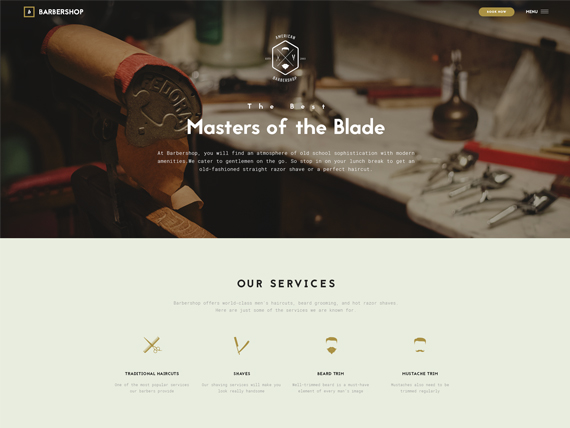 BARBERSHOP
BOOK NOW
MENU
AMERICAN
BARBERSHOP
The Best
Masters of the Blade
At Barbershop, you will find an atmosphere of old school sophistication with modern
amenities.We cater to gentlemen on the go. So stop in on your lunch break to get an
old-fashioned straight razor shave or a perfect haircut.
OUR SERVICES
Barbershop offers world-class men's haircuts, beard grooming, and hot razor shaves.
Here are just some of the services we are known for
TRADITIONAL HAIRCUTS
SHAVES
BEARD TRIM
MUSTACHE TRIM
One of the most popular services
our barbers provide
Our shaving services will make you
look really handsome
Well-trimmed beard is a must-have
element of every man's image
Mustaches also need to be
trimmed regularly